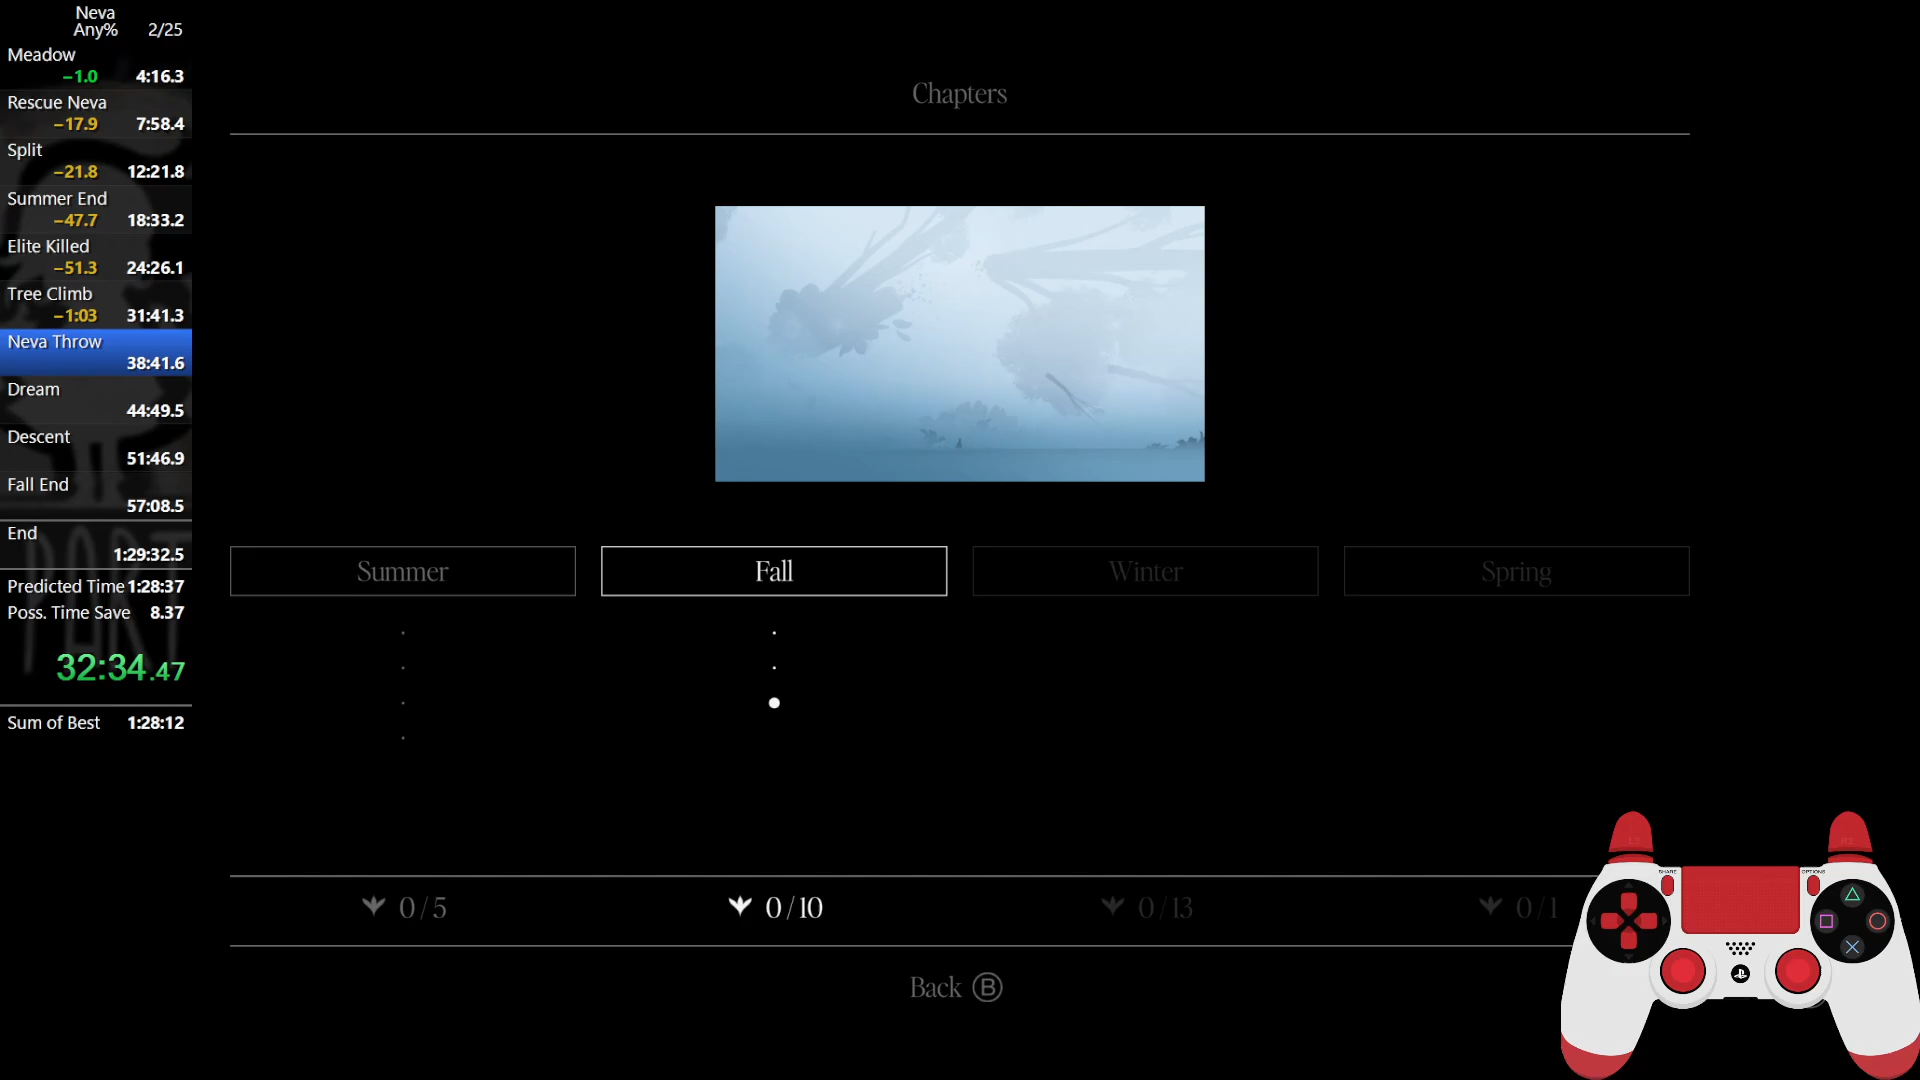 Neva
Any% 2/25
Meadow
−1.0 4:16.3
Rescue Neva
−17.9 7:58.4
Split
−21.8 12:21.8
Summer End
−47.7 18:33.2
Elite Killed
−51.3 24:26.1
Tree Climb
−1:03 31:41.3
Neva Throw
38:41.6
Dream
44:49.5
Descent
51:46.9
Fall End
57:08.5
End
1:29:32.5
Predicted Time 1:28:37
Poss. Time Save 8.37
32:34.47
Sum of Best 1:28:12
Chapters
Summer Fall Winter Spring
0/5 0/10 0/13 0/1
Back B
SHARE OPTIONS